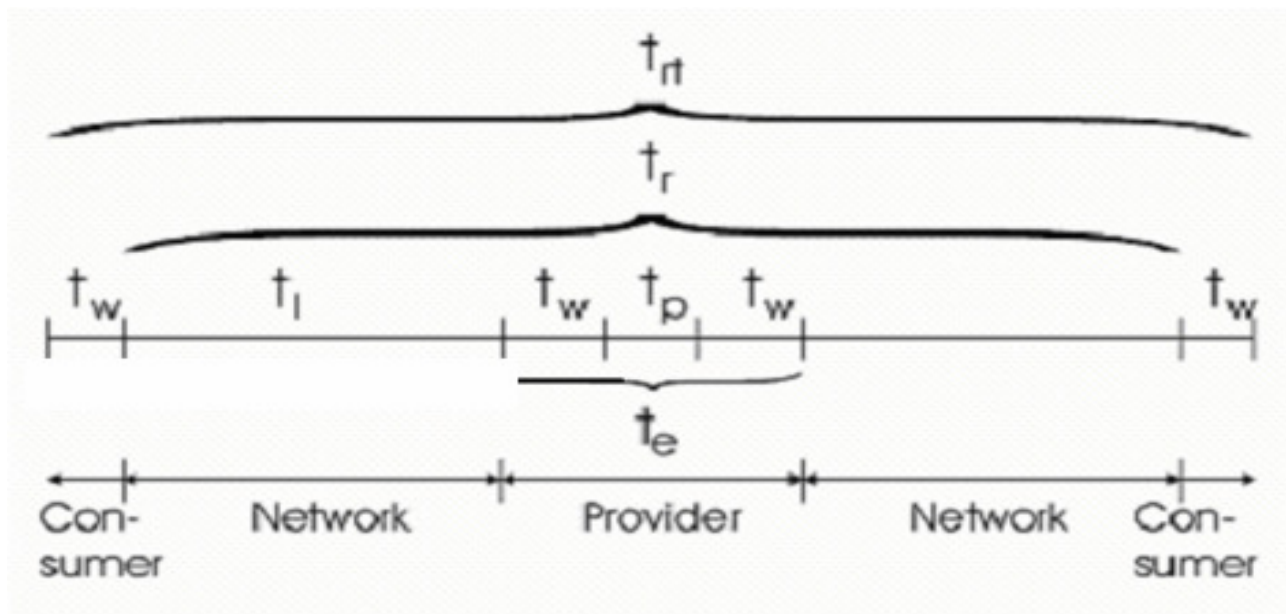 t_rt
t_r
t_w t_l t_w t_p t_w t_w
t_e
Con- Network Provider Network Con-
sumer sumer